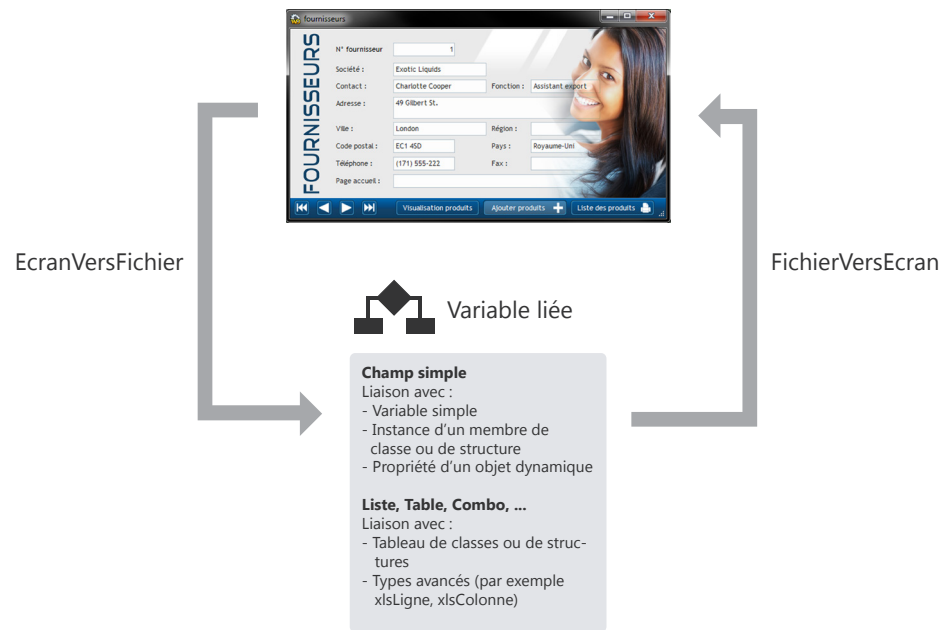 fournisseurs
FOURNISSEURS
N° fournisseur 1
Société : Exotic Liquids
Contact : Charlotte Cooper Fonction : Assistant export
Adresse : 49 Gilbert St.
Ville : London Région :
Code postal : EC1 4SD Pays : Royaume-Uni
Téléphone : (171) 555-222 Fax :
Page accueil :
Visualisation produits Ajouter produits Liste des produits
EcranVersFichier
FichierVersEcran
Variable liée
Champ simple
Liaison avec :
- Variable simple
- Instance d'un membre de
classe ou de structure
- Propriété d'un objet dynamique
Liste, Table, Combo, ...
Liaison avec :
- Tableau de classes ou de struc-
tures
- Types avancés (par exemple
xlsLigne, xlsColonne)